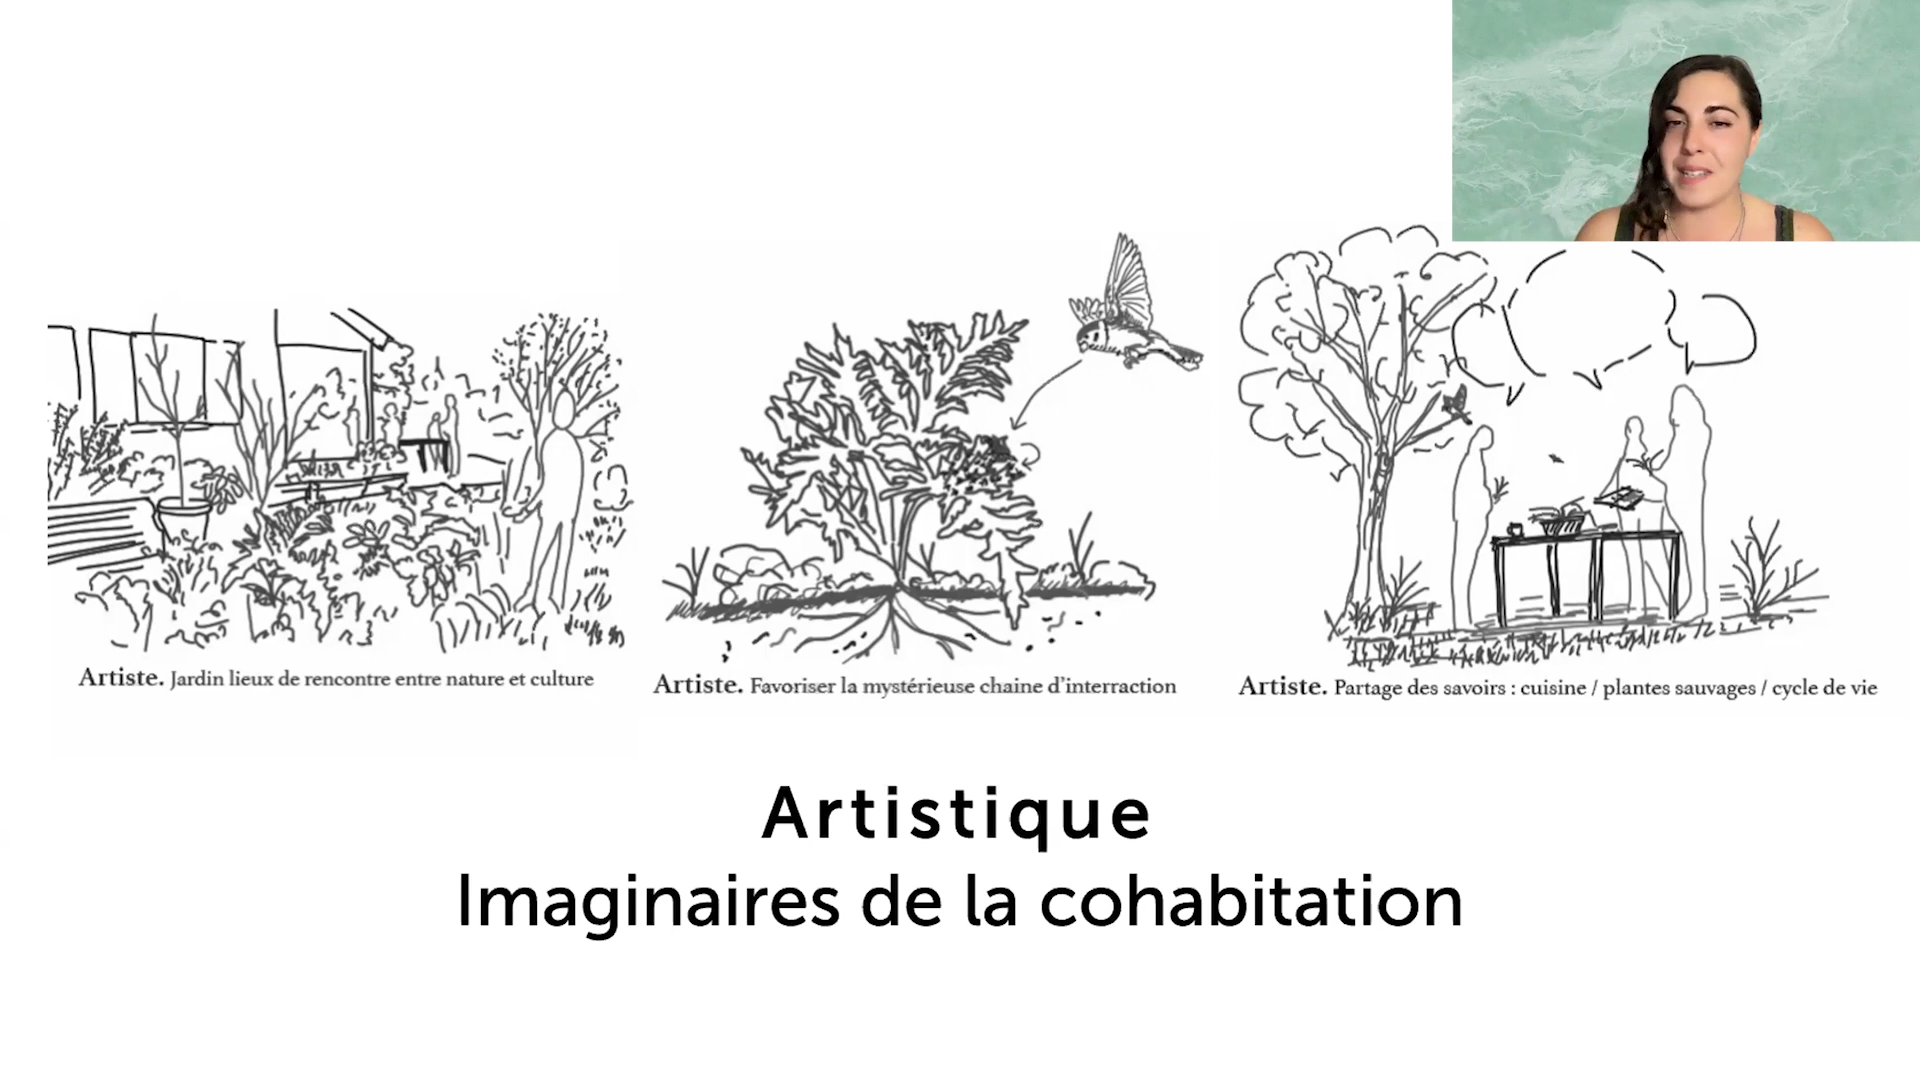 Artiste. Jardin lieux de rencontre entre nature et culture
Artiste. Favoriser la mystérieuse chaine d'interraction
Artiste. Partage des savoirs : cuisine / plantes sauvages / cycle de vie
Artistique
Imaginaires de la cohabitation